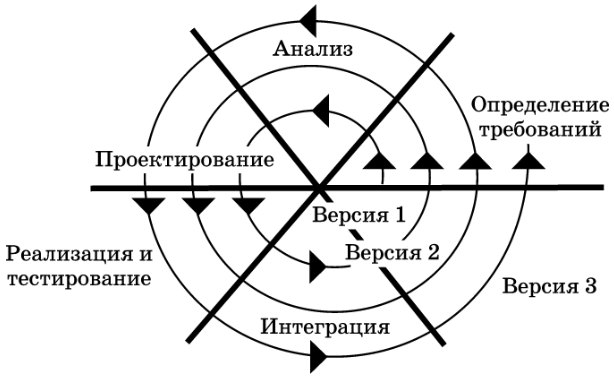 Анализ
Определение
требований
Проектирование
Версия 1
Реализация и
тестирование
Версия 2
Версия 3
Интеграция